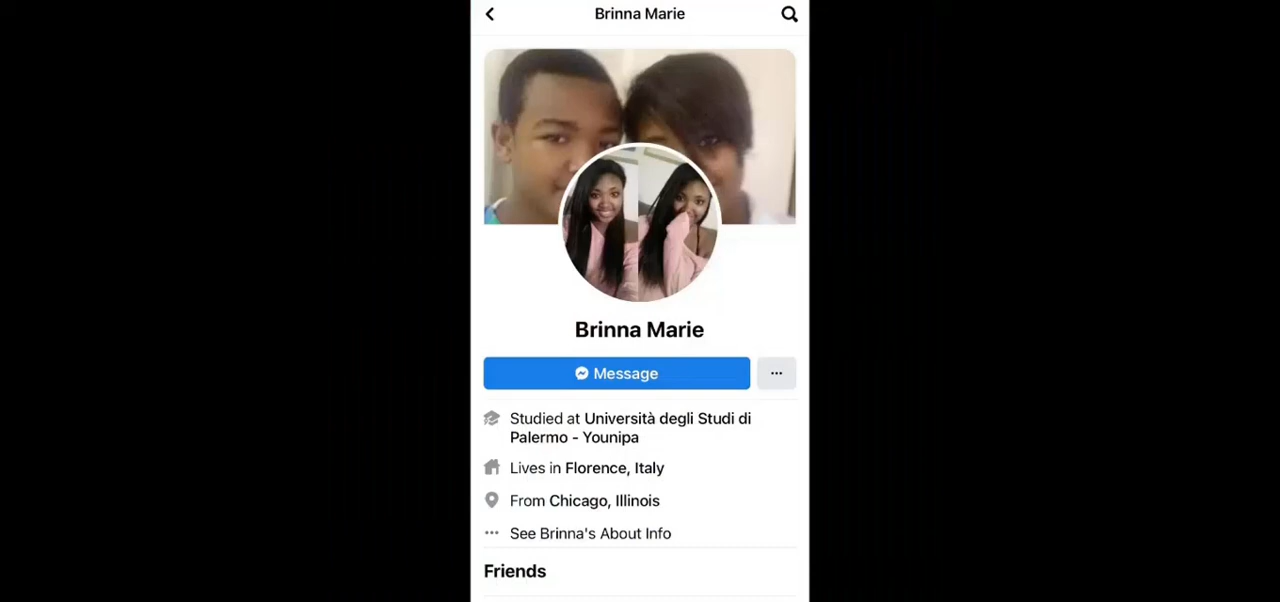 Brinna Marie
Brinna Marie
Message
Studied at Università degli Studi di
Palermo - Younipa
Lives in Florence, Italy
From Chicago, Illinois
See Brinna's About Info
Friends